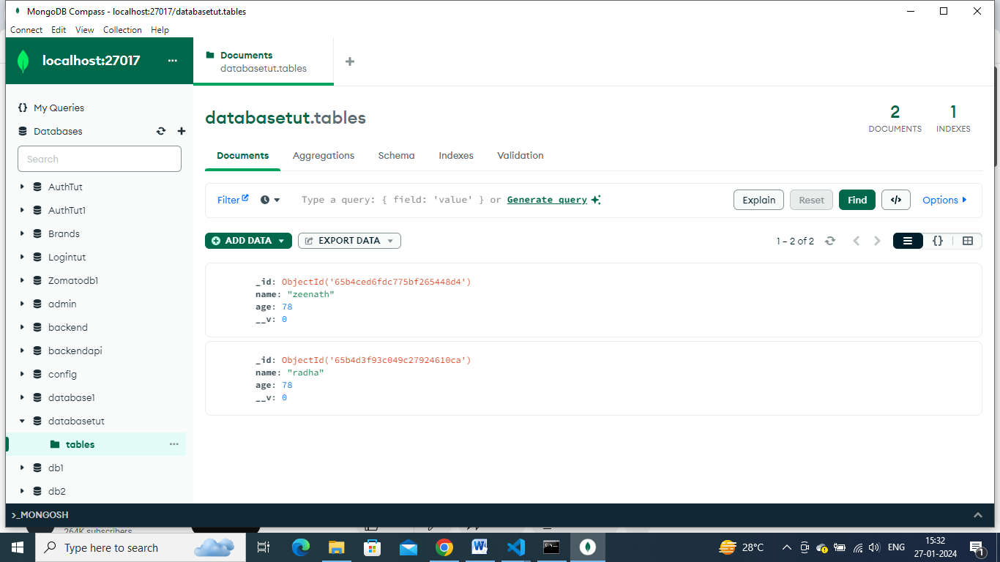 MongoDB Compass - localhost:27017/databasetut.tables
Connect Edit View Collection Help
localhost:27017
Documents
databasetut.tables
My Queries
Databases
Search
AuthTut
AuthTut1
Brands
Logintut
Zomatodb1
admin
backend
backendapi
config
database1
databasetut
tables
db1
db2
databasetut.tables
2
DOCUMENTS
1
INDEXES
Documents Aggregations Schema Indexes Validation
Filter Type a query: { field: 'value' } or Generate query Explain Reset Find </> Options
ADD DATA EXPORT DATA 1 – 2 of 2 {}
_id: ObjectId('65b4ced6fdc775bf265448d4')
name: "zeenath"
age: 78
__v: 0
_id: ObjectId('65b4d3f93c049c27924610ca')
name: "radha"
age: 78
__v: 0
>_MONGOSH
264K subscribers
Type here to search 28°C ENG 15:32
27-01-2024
1